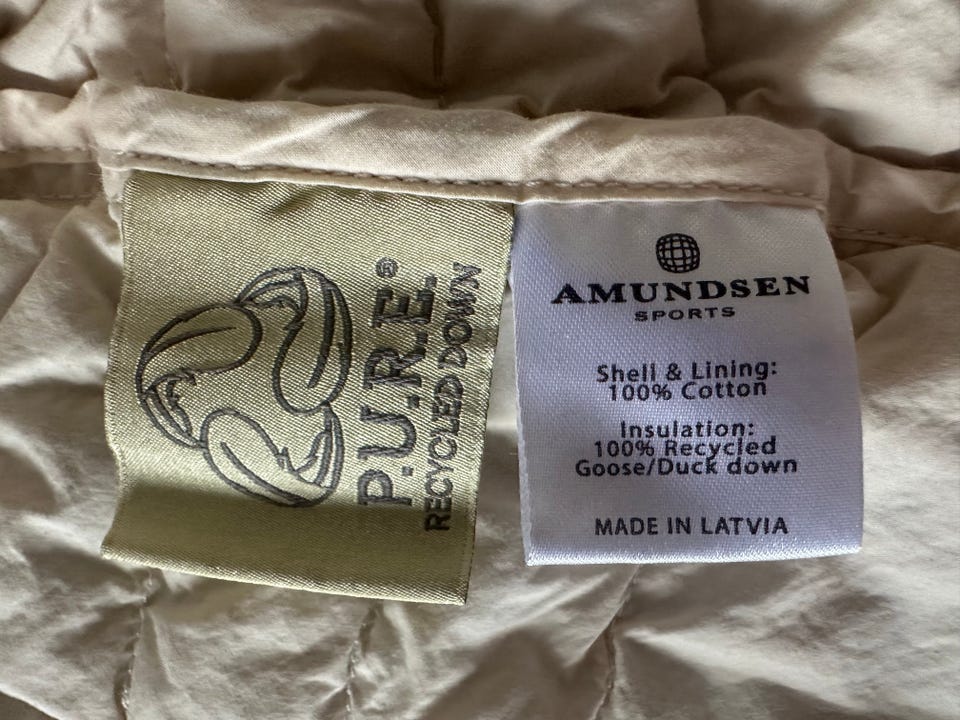 P.U.R.E.®
RECYCLED DOWN
AMUNDSEN
SPORTS
Shell & Lining:
100% Cotton
Insulation:
100% Recycled
Goose/Duck down
MADE IN LATVIA